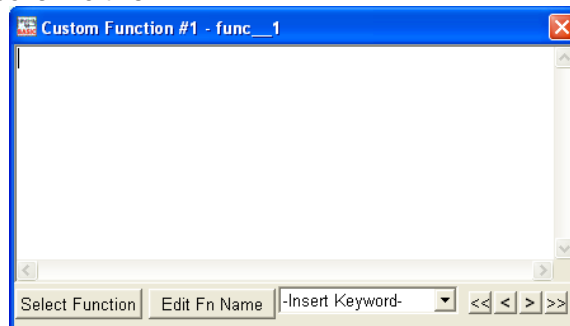 Custom Function #1 - func__1
Select Function Edit Fn Name -Insert Keyword- << < > >>